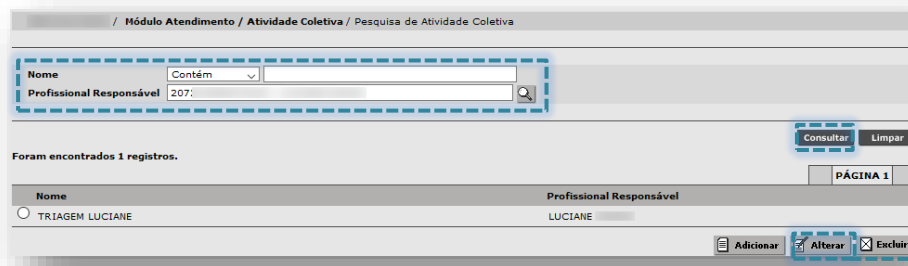 / Módulo Atendimento / Atividade Coletiva / Pesquisa de Atividade Coletiva
Nome Contém
Profissional Responsável 207
Consultar Limpar
Foram encontrados 1 registros.
PÁGINA 1
Nome Profissional Responsável
TRIAGEM LUCIANE LUCIANE
Adicionar Alterar Excluir